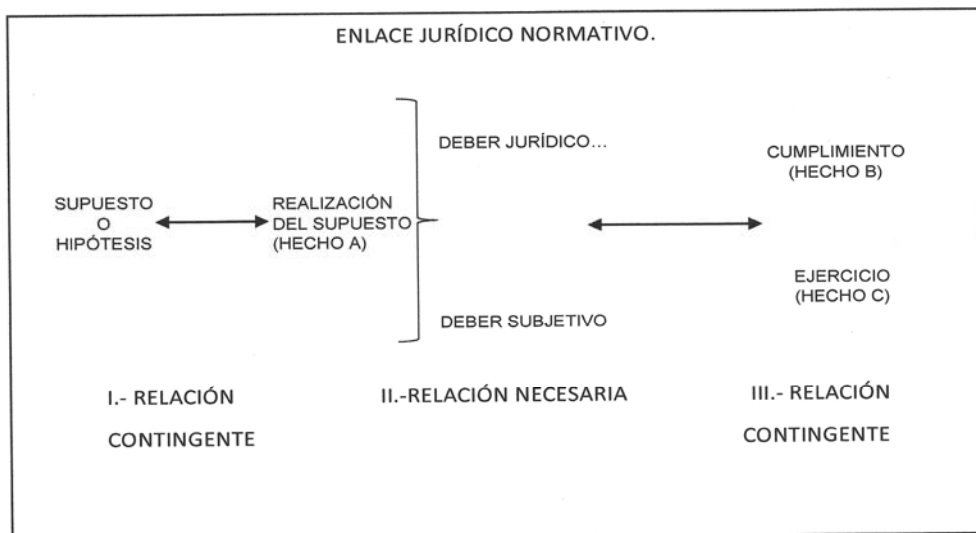 ENLACE JURÍDICO NORMATIVO.
DEBER JURÍDICO...
CUMPLIMIENTO
(HECHO B)
SUPUESTO
O
HIPÓTESIS
REALIZACIÓN
DEL SUPUESTO
(HECHO A)
EJERCICIO
(HECHO C)
DEBER SUBJETIVO
I.- RELACIÓN
CONTINGENTE
II.-RELACIÓN NECESARIA
III.- RELACIÓN
CONTINGENTE